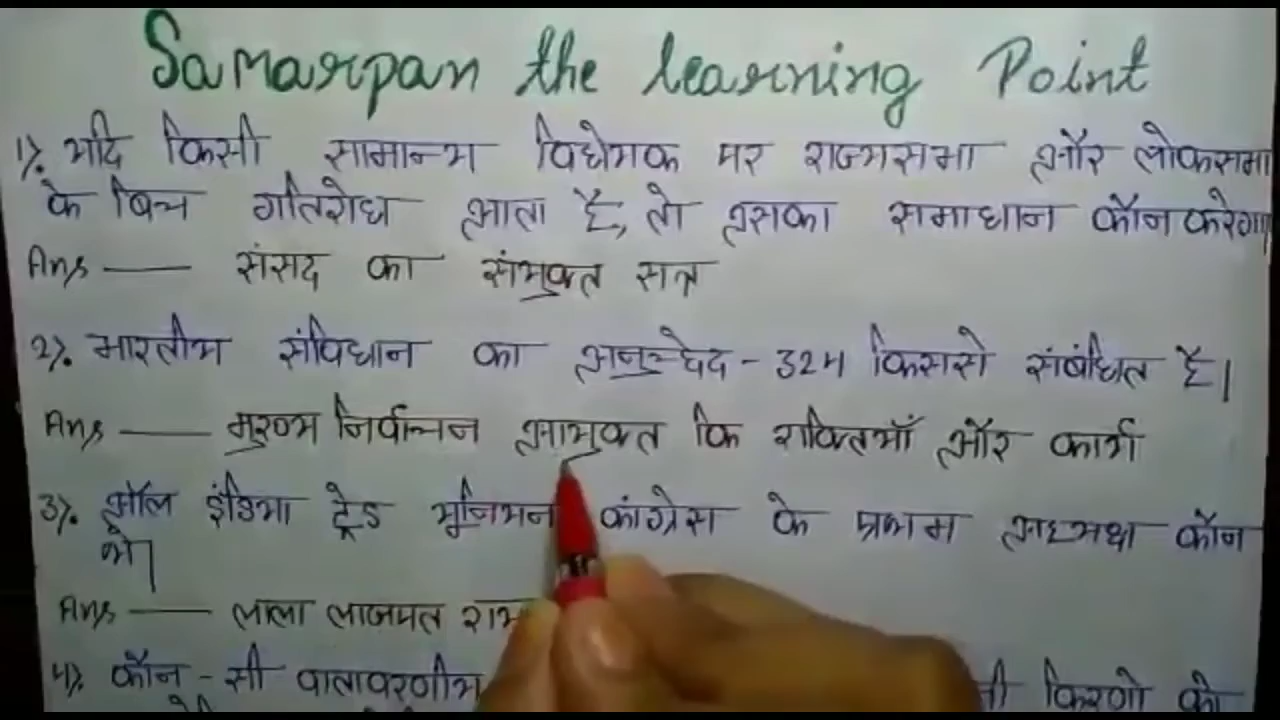 Samarpan the learning Point
1). यदि किसी सामान्य विधेयक पर राज्यसभा और लोकसभा
के बिच गतिरोध आता है, तो इसका समाधान कौन करेगा|
Ans — संसद का संयुक्त सत्र
2). भारतीय संविधान का अनुच्छेद - 324 किससे संबंधित है|
Ans — मुख्य निर्वाचन आयुक्त कि शक्तियाँ और कार्य
3). ऑल इंडिया ट्रेड यूनियन कांग्रेस के प्रथम अध्यक्ष कौन
थे|
Ans — लाला लाजपत राय
4). कौन - सी वातावरणीय किरणो को